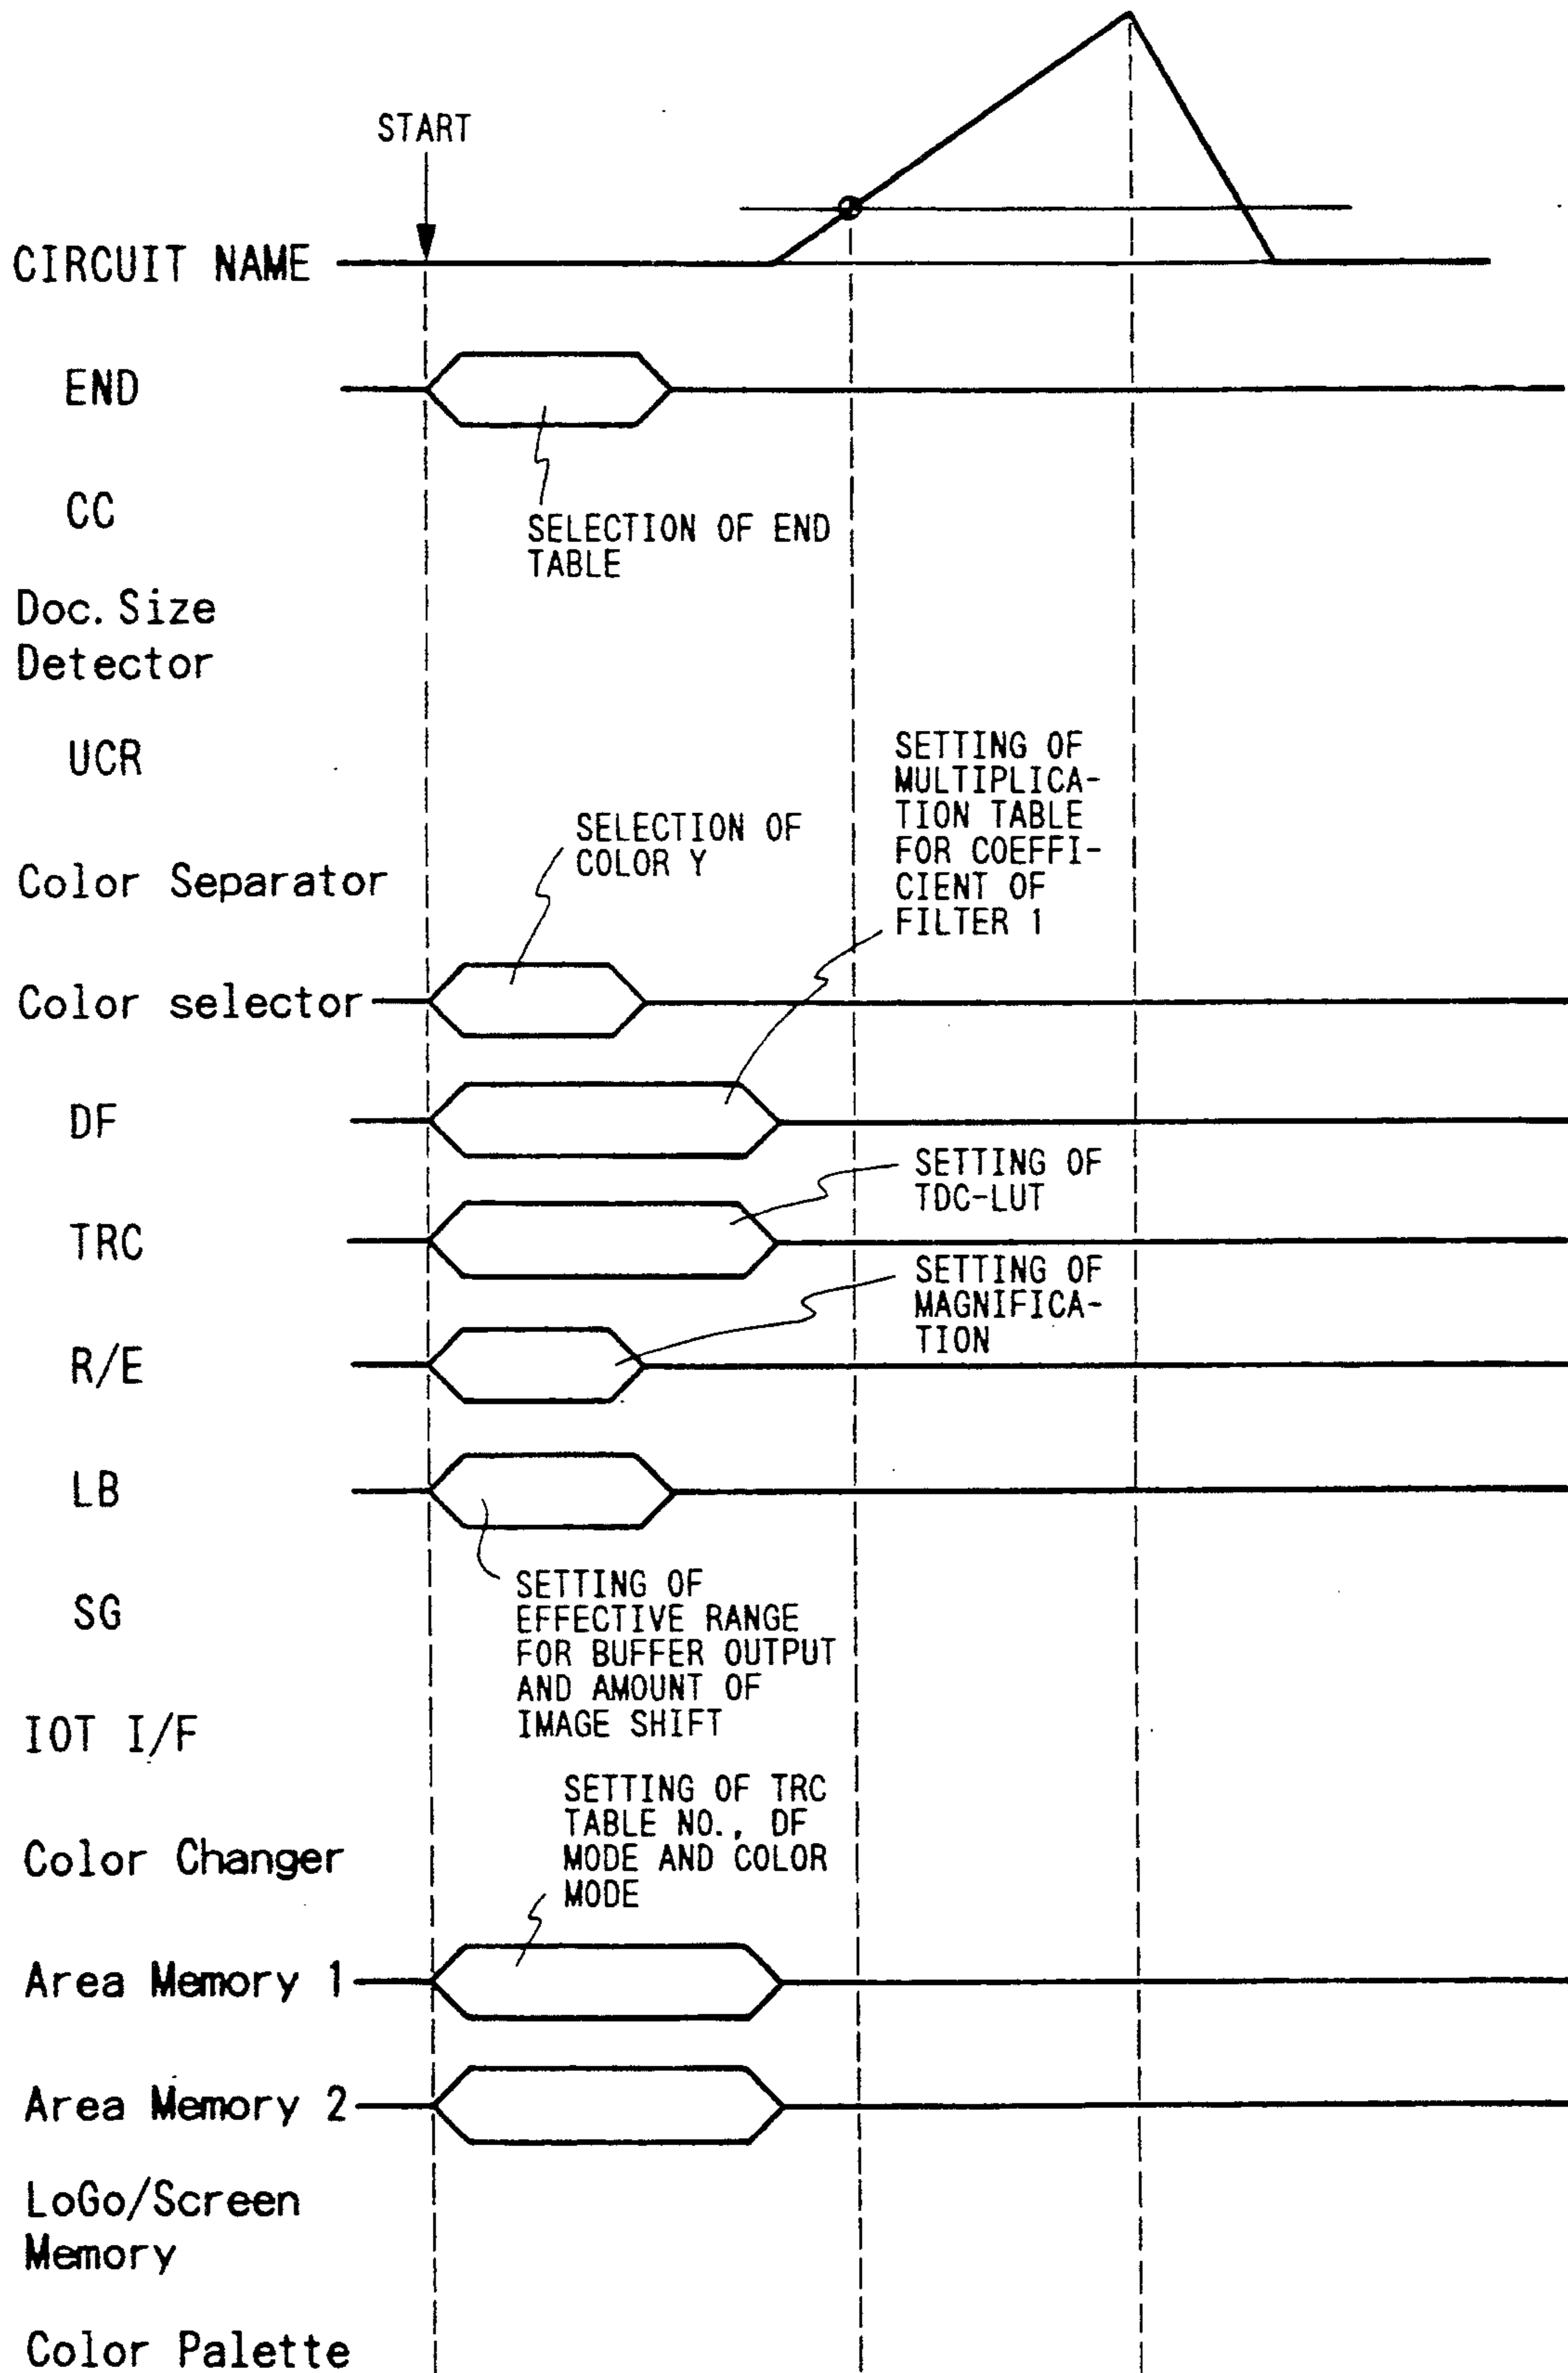 START
CIRCUIT NAME
END
CC
SELECTION OF END
TABLE
Doc. Size
Detector
UCR
SETTING OF
MULTIPLICA-
TION TABLE
FOR COEFFI-
CIENT OF
FILTER 1
SELECTION OF
COLOR Y
Color Separator
Color selector
DF
SETTING OF
TDC-LUT
TRC
SETTING OF
MAGNIFICA-
TION
R/E
LB
SETTING OF
EFFECTIVE RANGE
FOR BUFFER OUTPUT
AND AMOUNT OF
IMAGE SHIFT
SG
IOT I/F
SETTING OF TRC
TABLE NO., DF
MODE AND COLOR
MODE
Color Changer
Area Memory 1
Area Memory 2
LoGo/Screen
Memory
Color Palette